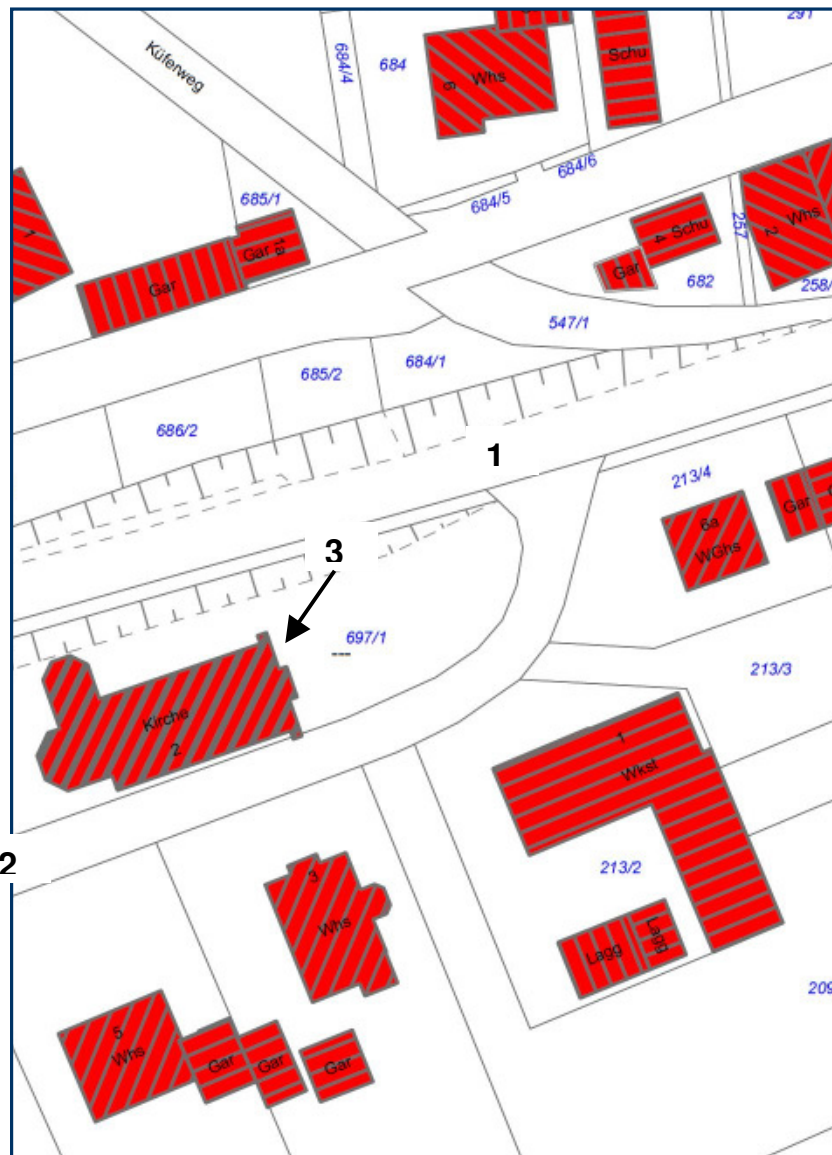 291
Küferweg
684/4
684
6
Whs
Schu
684/6
685/1
684/5
257
2
Whs
1
Gar
1a
Gar
4
Schu
Gar
682
258/
547/1
685/2
684/1
686/2
1
213/4
Gar
6a
WGhs
3
697/1
---
213/3
Kirche
2
1
Wkst
2
213/2
3
Whs
Lagg
Lagg
209
5
Whs
Gar
Gar
Gar